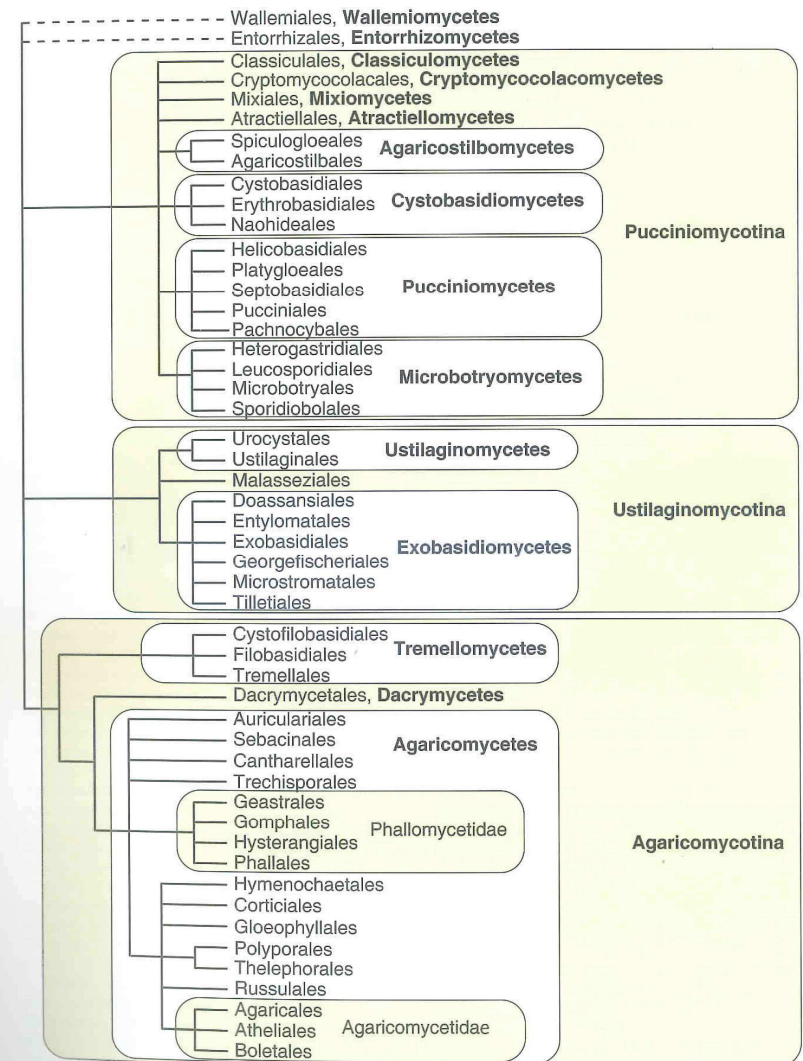 Wallemiales, Wallemiomycetes
Entorrhizales, Entorrhizomycetes
Classiculales, Classiculomycetes
Cryptomycocolacales, Cryptomycocolacomycetes
Mixiales, Mixiomycetes
Atractiellales, Atractiellomycetes
Spiculogloeales
Agaricostilbales
Agaricostilbomycetes
Cystobasidiales
Erythrobasidiales
Naohideales
Cystobasidiomycetes
Helicobasidiales
Platygloeales
Septobasidiales
Pucciniales
Pachnocybales
Pucciniomycetes
Heterogastridiales
Leucosporidiales
Microbotryales
Sporidiobolales
Microbotryomycetes
Pucciniomycotina
Urocystales
Ustilaginales
Ustilaginomycetes
Malasseziales
Doassansiales
Entylomatales
Exobasidiales
Georgefischeriales
Microstromatales
Tilletiales
Exobasidiomycetes
Ustilaginomycotina
Cystofilobasidiales
Filobasidiales
Tremellales
Tremellomycetes
Dacrymycetales, Dacrymycetes
Auriculariales
Sebacinales
Cantharellales
Trechisporales
Agaricomycetes
Geastrales
Gomphales
Hysterangiales
Phallales
Phallomycetidae
Hymenochaetales
Corticiales
Gloeophyllales
Polyporales
Thelephorales
Russulales
Agaricales
Atheliales
Boletales
Agaricomycetidae
Agaricomycotina